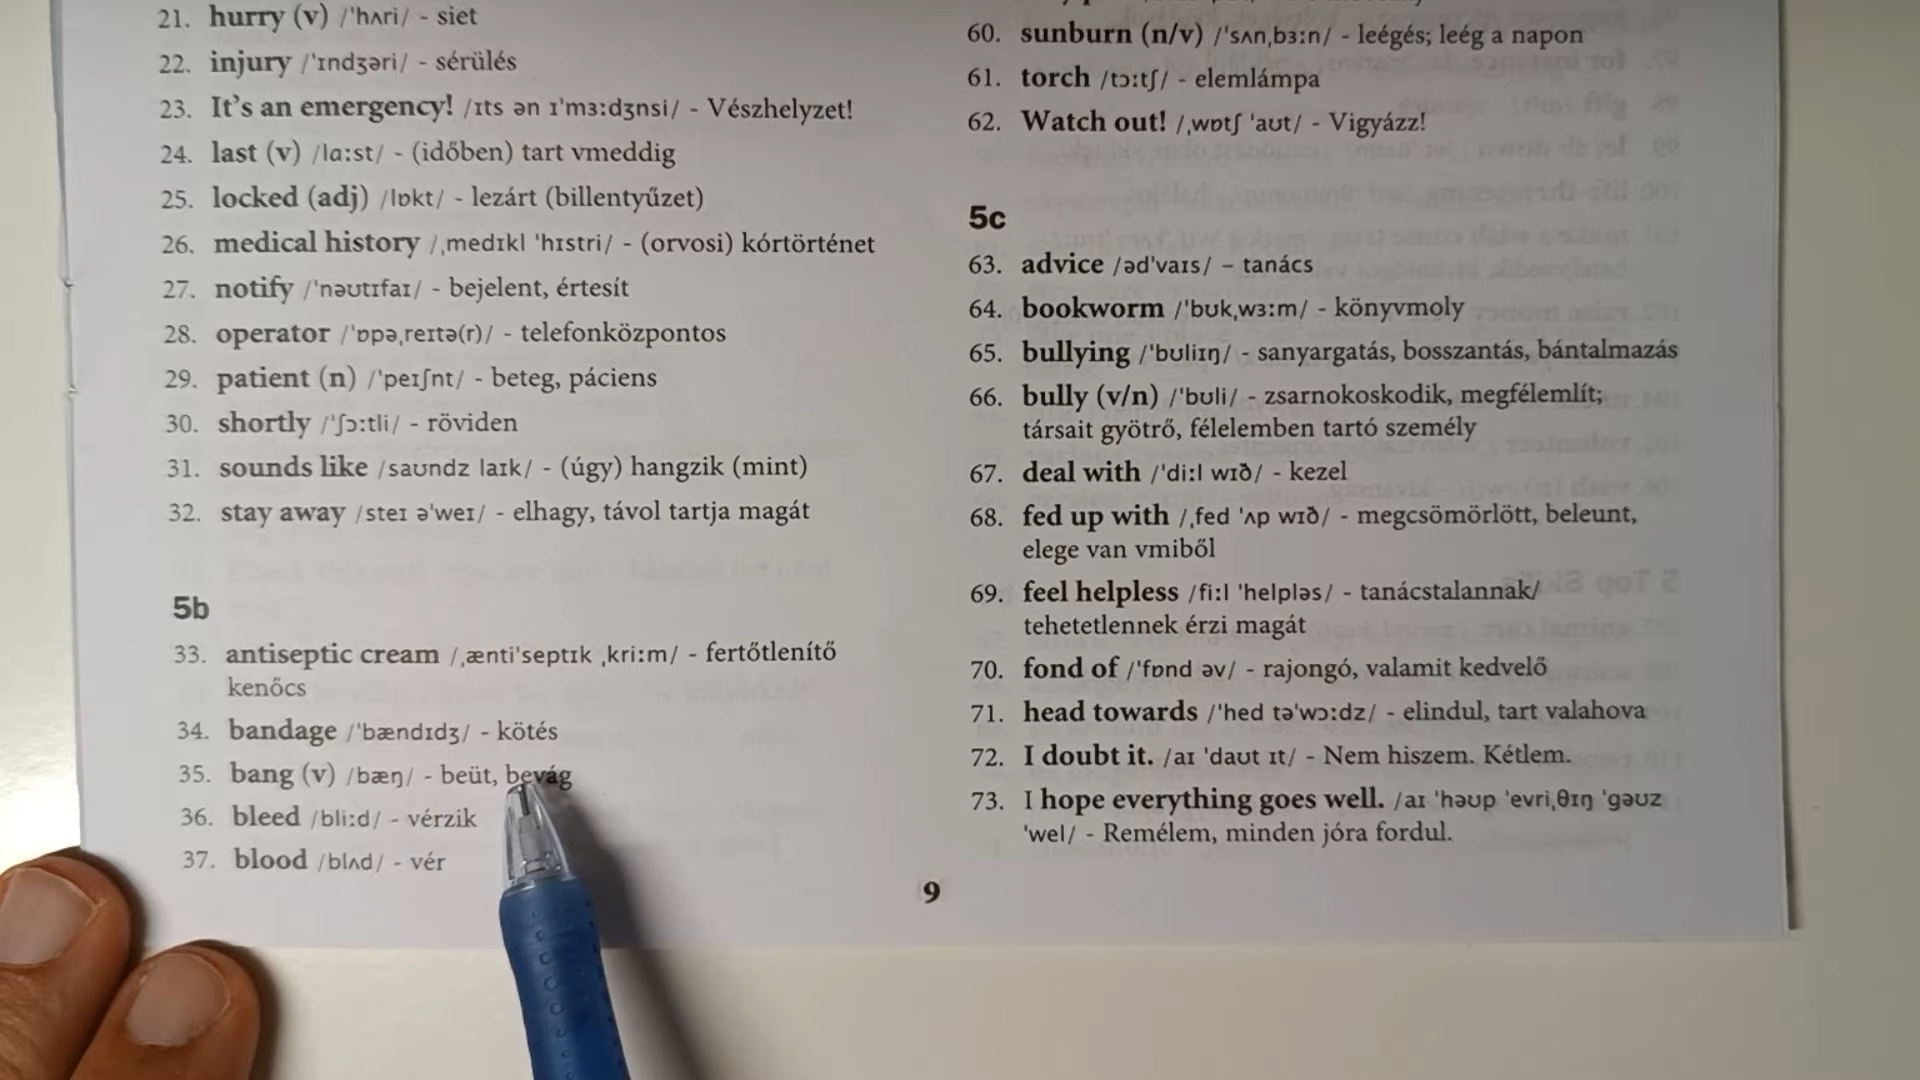 21. hurry (v) /ˈhʌri/ - siet
22. injury /ˈɪndʒəri/ - sérülés
23. It’s an emergency! /ɪts ən ɪˈmɜːdʒnsi/ - Vészhelyzet!
24. last (v) /lɑːst/ - (időben) tart vmeddig
25. locked (adj) /lɒkt/ - lezárt (billentyűzet)
26. medical history /ˌmedɪkl ˈhɪstri/ - (orvosi) kórtörténet
27. notify /ˈnəʊtɪfaɪ/ - bejelent, értesít
28. operator /ˈɒpəˌreɪtə(r)/ - telefonközpontos
29. patient (n) /ˈpeɪʃnt/ - beteg, páciens
30. shortly /ˈʃɔːtli/ - röviden
31. sounds like /saʊndz laɪk/ - (úgy) hangzik (mint)
32. stay away /steɪ əˈweɪ/ - elhagy, távol tartja magát
5b
33. antiseptic cream /ˌæntiˈseptɪk ˌkriːm/ - fertőtlenítő
kenőcs
34. bandage /ˈbændɪdʒ/ - kötés
35. bang (v) /bæŋ/ - beüt, bevág
36. bleed /bliːd/ - vérzik
37. blood /blʌd/ - vér
60. sunburn (n/v) /ˈsʌnˌbɜːn/ - leégés; leég a napon
61. torch /tɔːtʃ/ - elemlámpa
62. Watch out! /ˌwɒtʃ ˈaʊt/ - Vigyázz!
5c
63. advice /ədˈvaɪs/ – tanács
64. bookworm /ˈbʊkˌwɜːm/ - könyvmoly
65. bullying /ˈbʊliɪŋ/ - sanyargatás, bosszantás, bántalmazás
66. bully (v/n) /ˈbʊli/ - zsarnokoskodik, megfélemlít;
társait gyötrő, félelemben tartó személy
67. deal with /ˈdiːl wɪð/ - kezel
68. fed up with /ˌfed ˈʌp wɪð/ - megcsömörlött, beleunt,
elege van vmiből
69. feel helpless /fiːl ˈhelpləs/ - tanácstalannak/
tehetetlennek érzi magát
70. fond of /ˈfɒnd əv/ - rajongó, valamit kedvelő
71. head towards /ˈhed təˈwɔːdz/ - elindul, tart valahova
72. I doubt it. /aɪ ˈdaʊt ɪt/ - Nem hiszem. Kétlem.
73. I hope everything goes well. /aɪ ˈhəʊp ˈevriˌθɪŋ ˈɡəʊz
ˈwel/ - Remélem, minden jóra fordul.
9